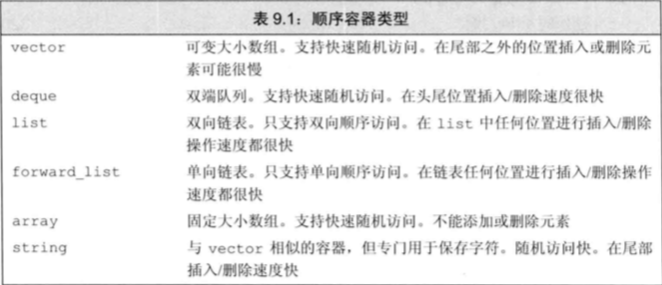 表 9.1：顺序容器类型
vector 可变大小数组。支持快速随机访问。在尾部之外的位置插入或删除元
素可能很慢
deque 双端队列。支持快速随机访问。在头尾位置插入/删除速度很快
list 双向链表。只支持双向顺序访问。在 list 中任何位置进行插入/删除
操作速度都很快
forward_list 单向链表。只支持单向顺序访问。在链表任何位置进行插入/删除操作
速度都很快
array 固定大小数组。支持快速随机访问。不能添加或删除元素
string 与 vector 相似的容器，但专门用于保存字符。随机访问快。在尾部
插入/删除速度快